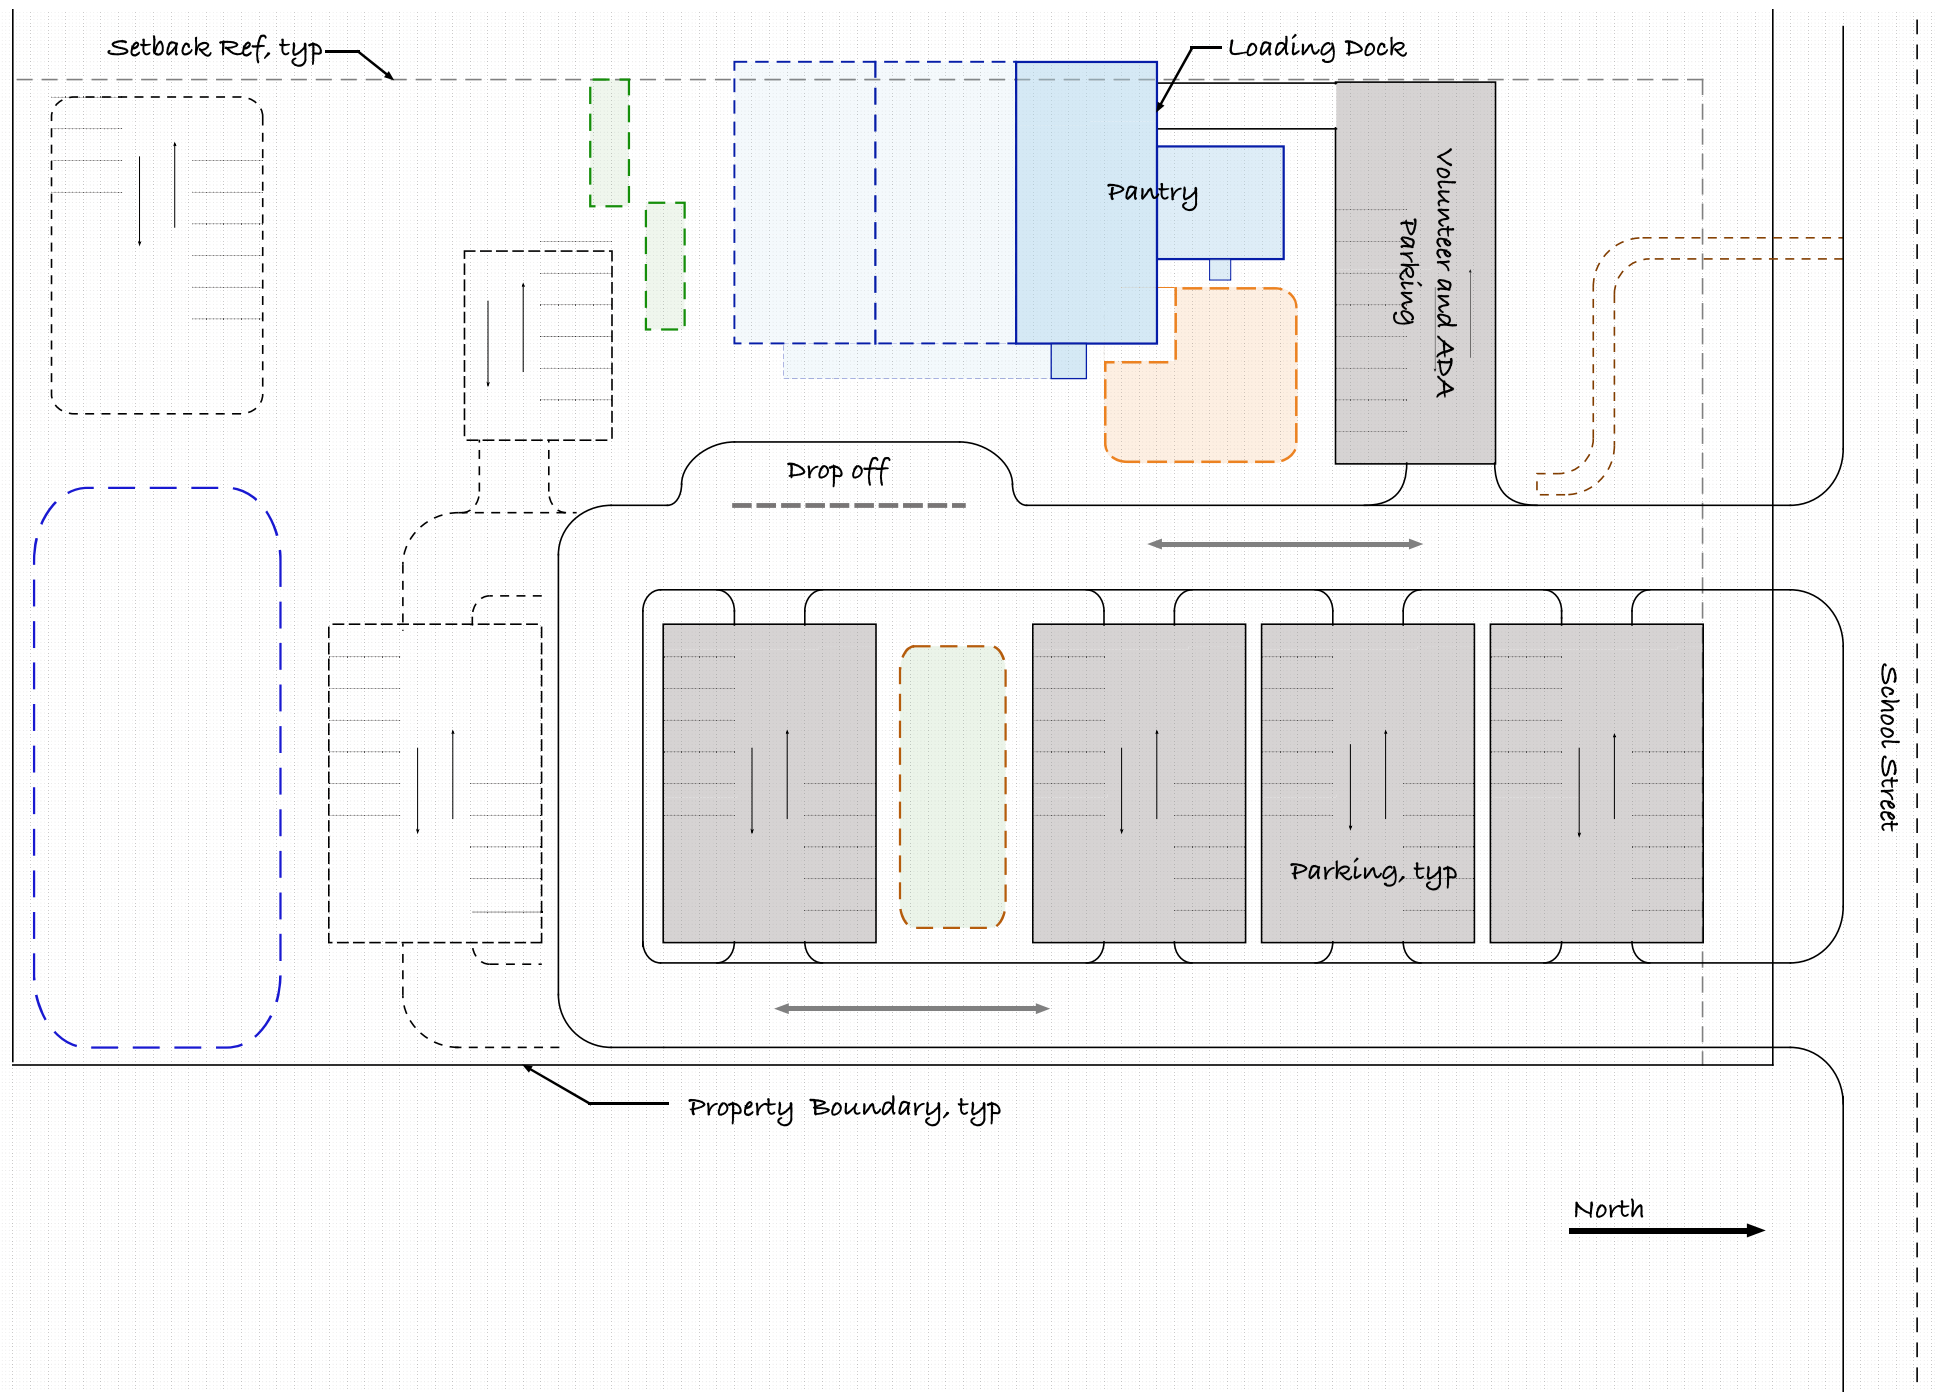 Setback Ref, typ
Loading Dock
Pantry
Volunteer and ADA
Parking
Drop off
School Street
Parking, typ
Property Boundary, typ
North